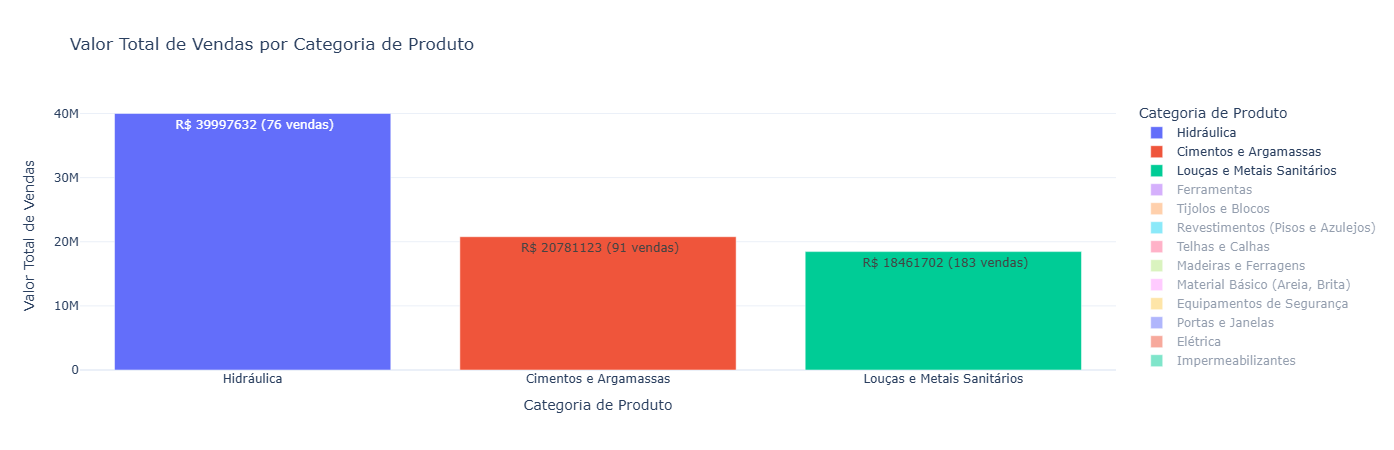 Valor Total de Vendas por Categoria de Produto
Valor Total de Vendas
40M
30M
20M
10M
0
R$ 39997632 (76 vendas)
R$ 20781123 (91 vendas)
R$ 18461702 (183 vendas)
Hidráulica
Cimentos e Argamassas
Louças e Metais Sanitários
Categoria de Produto
Categoria de Produto
Hidráulica
Cimentos e Argamassas
Louças e Metais Sanitários
Ferramentas
Tijolos e Blocos
Revestimentos (Pisos e Azulejos)
Telhas e Calhas
Madeiras e Ferragens
Material Básico (Areia, Brita)
Equipamentos de Segurança
Portas e Janelas
Elétrica
Impermeabilizantes